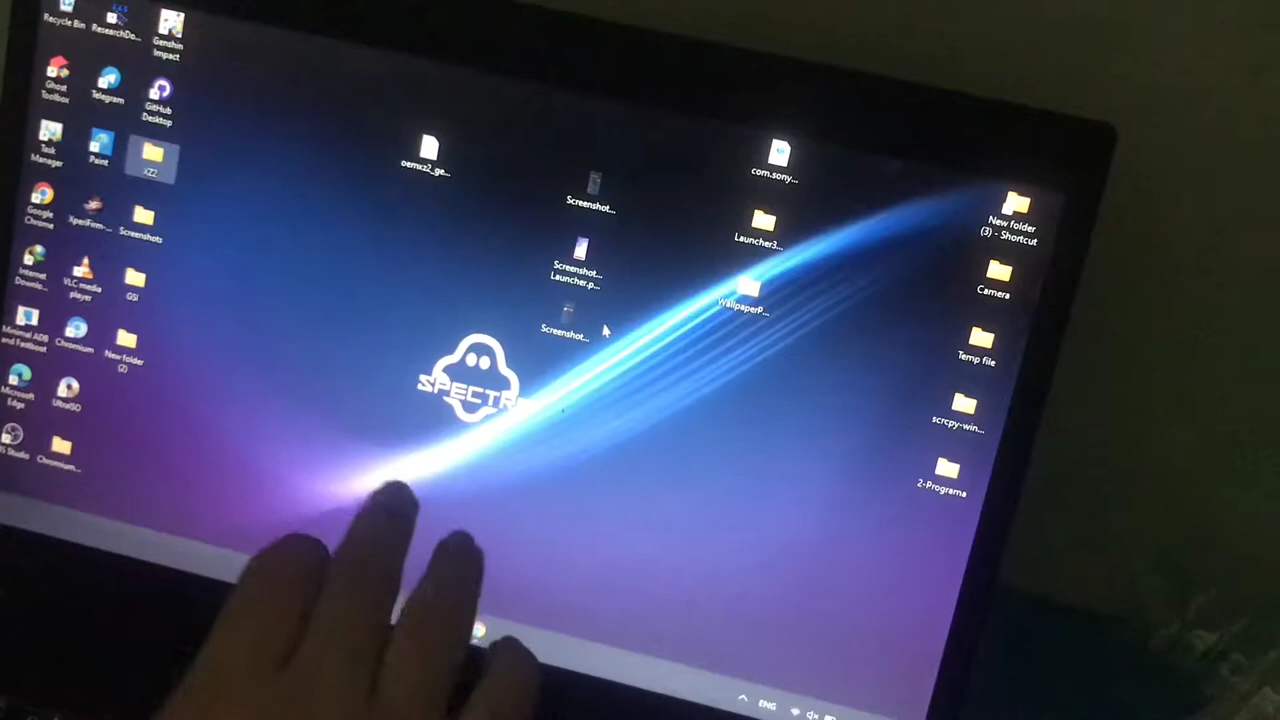 Recycle Bin
ResearchDo...
Genshin
Impact
Ghost
Toolbox
Telegram
GitHub
Desktop
Task
Manager
Paint
XZ2
Google
Chrome
XperiFirm-...
Screenshots
Internet
Downlo...
VLC media
player
GSI
Minimal ADB
and Fastboot
Chromium
New folder
(2)
Microsoft
Edge
UltraISO
Studio
Chromium...
oemxz2_ge...
Screenshot...
Screenshot...
Launcher.p...
Screenshot...
com.sony...
Launcher3...
WallpaperP...
New folder
(3) - Shortcut
Camera
Temp file
scrcpy-win...
2-Programa
SPECTR
ENG